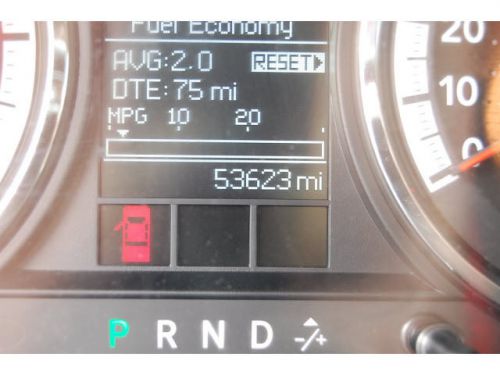 Fuel Economy
AVG:2.0 RESET
DTE: 75 mi
MPG 10 20
53623 mi
P R N D -/+
20
10
0